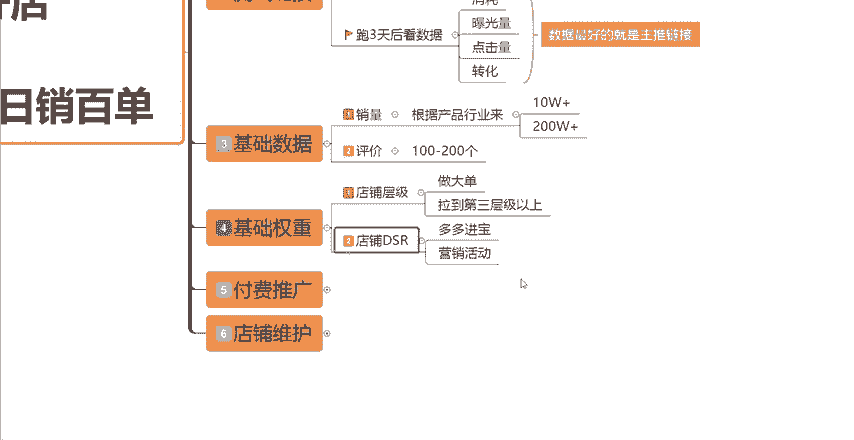 消耗
曝光量
跑3天后看数据
点击量
转化
数据最好的就是主推链接
日销百单
3 基础数据
1 销量
根据产品行业来
10W+
200W+
2 评价
100-200个
4 基础权重
1 店铺层级
做大单
拉到第三层级以上
2 店铺DSR
多多进宝
营销活动
5 付费推广
6 店铺维护